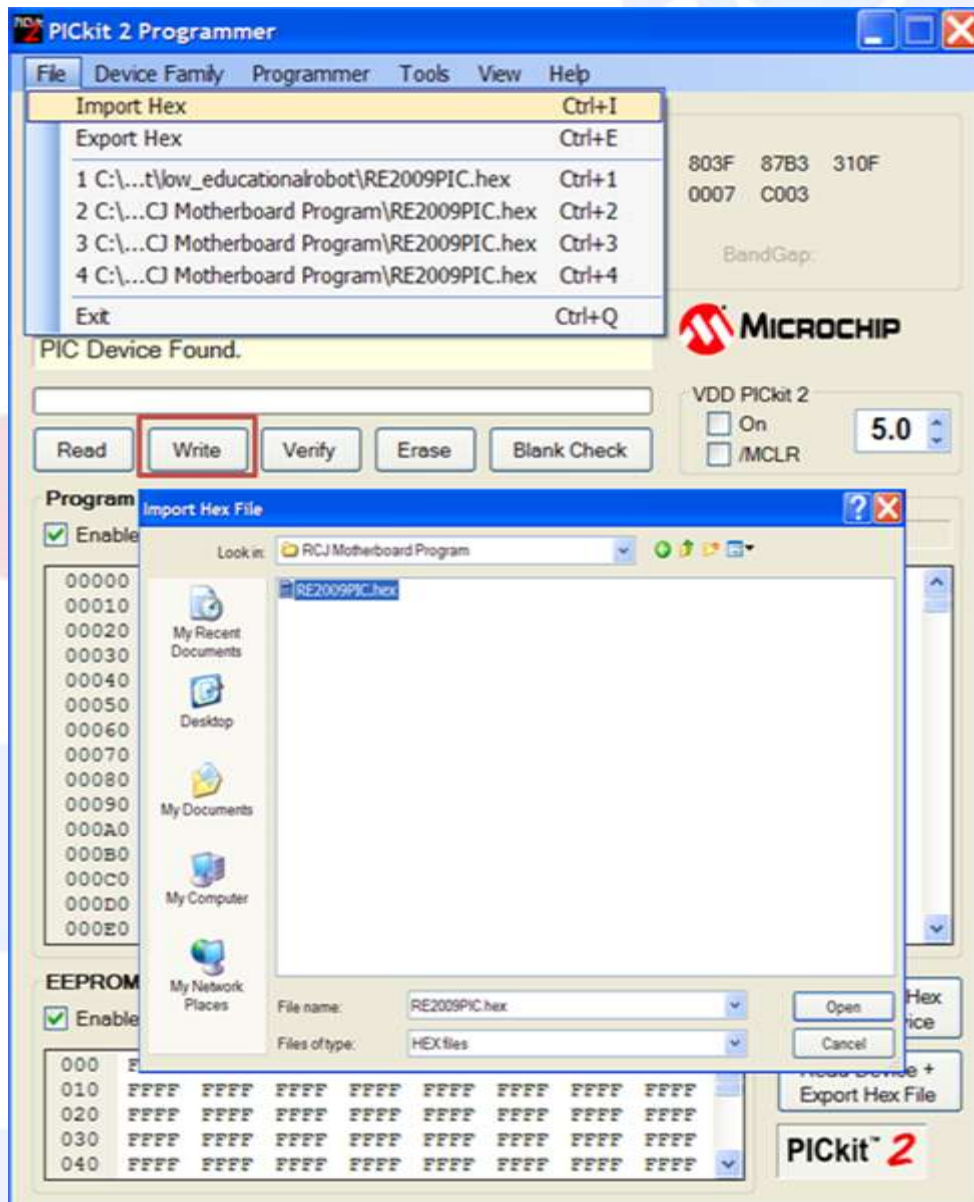 PICkit 2 Programmer
File Device Family Programmer Tools View Help
Import Hex Ctrl+I
Export Hex Ctrl+E
1 C:\...t\low_educationalrobot\RE2009PIC.hex Ctrl+1
2 C:\...CJ Motherboard Program\RE2009PIC.hex Ctrl+2
3 C:\...CJ Motherboard Program\RE2009PIC.hex Ctrl+3
4 C:\...CJ Motherboard Program\RE2009PIC.hex Ctrl+4
Exit Ctrl+Q
803F 87B3 310F
0007 C003
BandGap:
PIC Device Found.
MICROCHIP
VDD PICkit 2
On
/MCLR
5.0
Read Write Verify Erase Blank Check
Program
Enable
Import Hex File
Look in: RCJ Motherboard Program
RE2009PIC.hex
My Recent
Documents
Desktop
My Documents
My Computer
My Network
Places
File name: RE2009PIC.hex Open
Files of type: HEX files Cancel
00000
00010
00020
00030
00040
00050
00060
00070
00080
00090
000A0
000B0
000C0
000D0
000E0
EEPROM
Enable
Hex
Read Device +
Export Hex File
000
010 FFFF FFFF FFFF FFFF FFFF FFFF FFFF FFFF
020 FFFF FFFF FFFF FFFF FFFF FFFF FFFF FFFF
030 FFFF FFFF FFFF FFFF FFFF FFFF FFFF FFFF
040 FFFF FFFF FFFF FFFF FFFF FFFF FFFF FFFF
PICkit™ 2